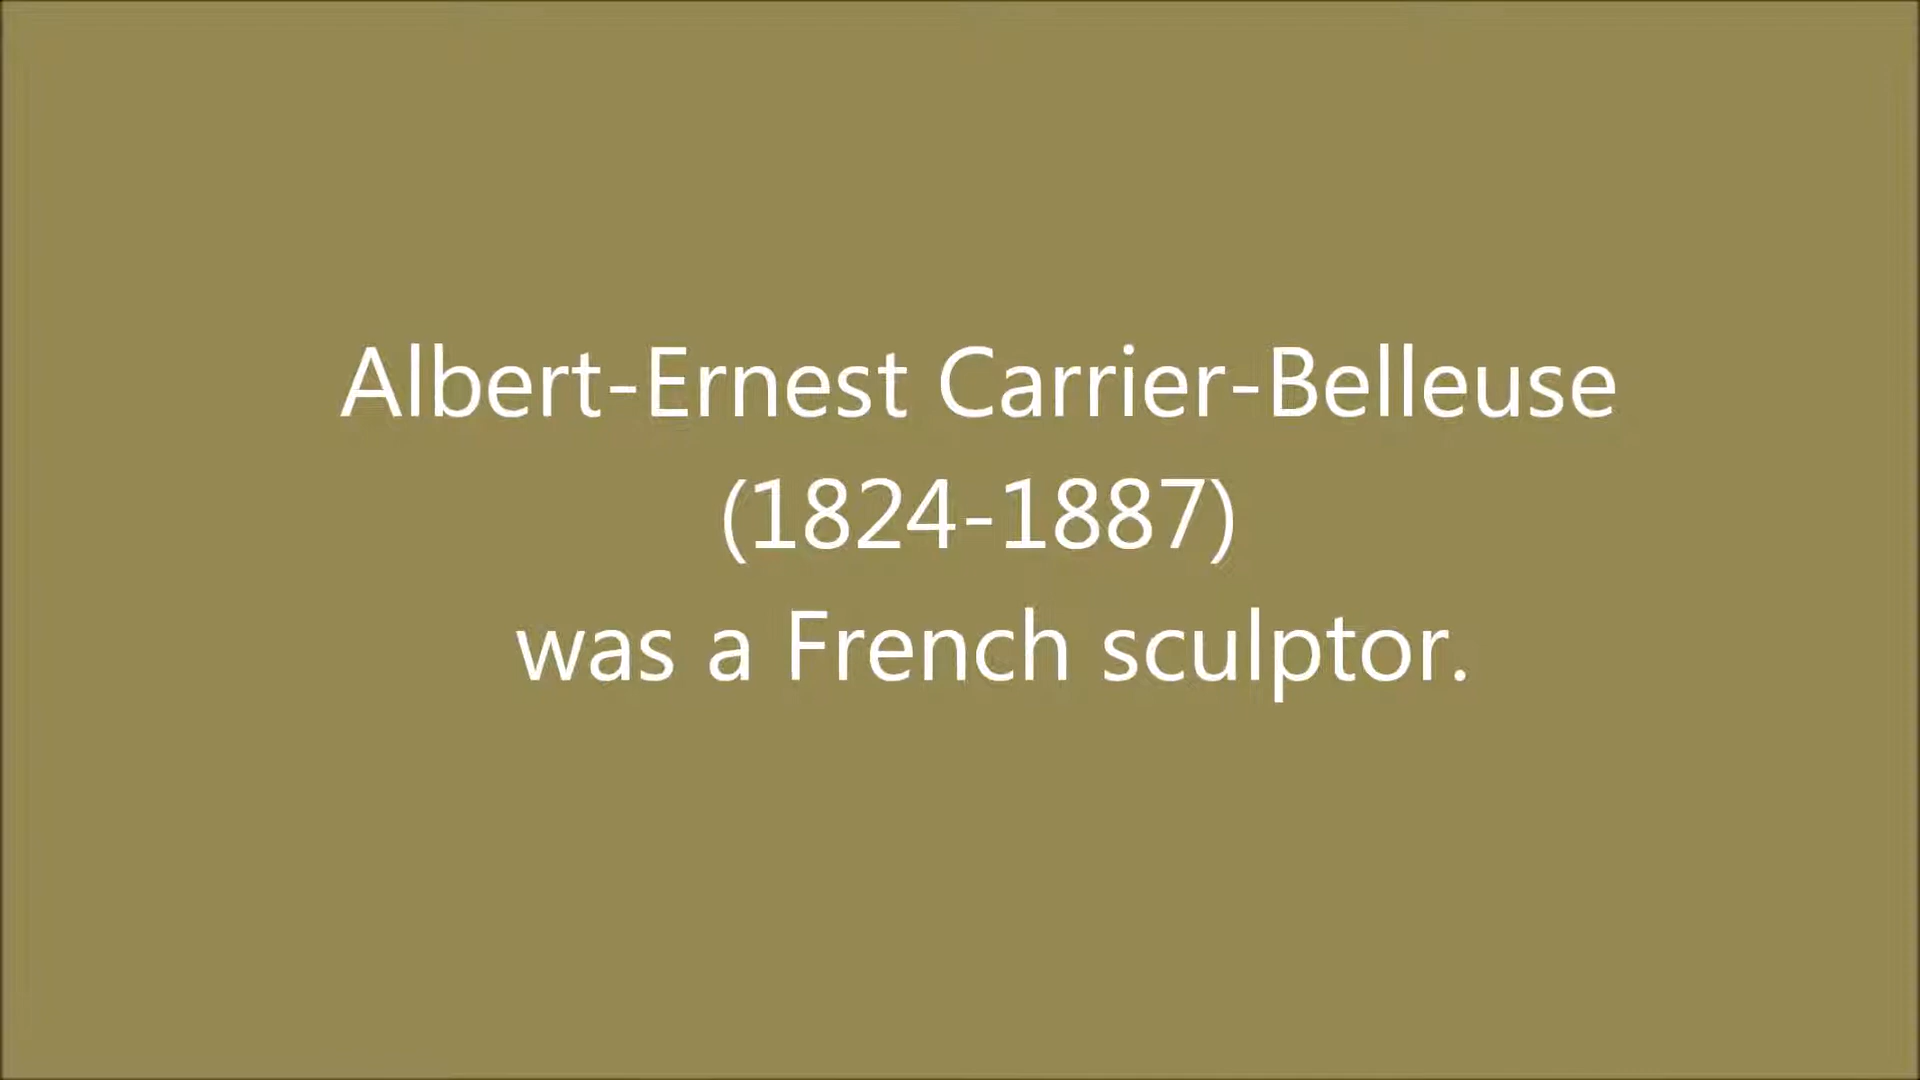 Albert-Ernest Carrier-Belleuse
(1824-1887)
was a French sculptor.